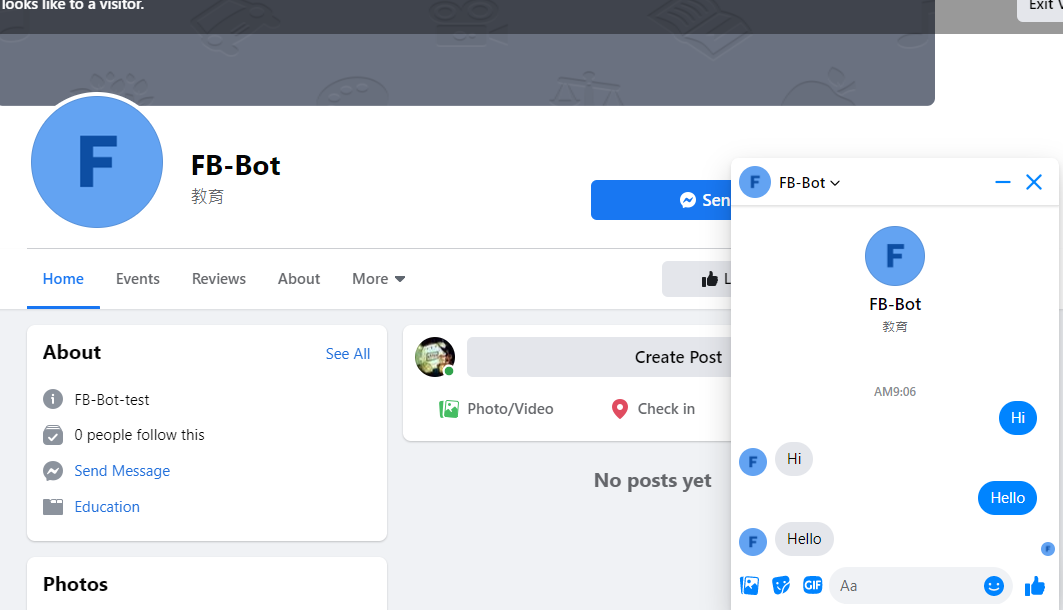 looks like to a visitor.
Exit
F
FB-Bot
教育
Home
Events
Reviews
About
More
About
See All
FB-Bot-test
0 people follow this
Send Message
Education
Photos
Create Post
Photo/Video
Check in
No posts yet
F
FB-Bot
F
FB-Bot
教育
AM9:06
Hi
F
Hi
Hello
F
Hello
F
GIF
Aa